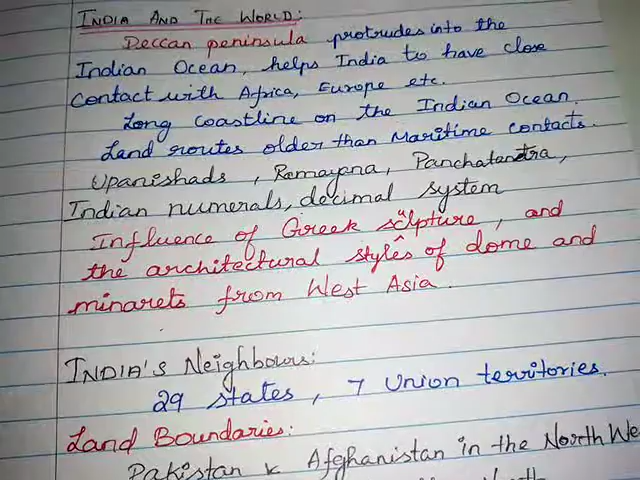 INDIA AND THE WORLD:
Deccan peninsula protrudes into the
Indian Ocean, helps India to have close
Contact with Africa, Europe etc.
Long coastline on the Indian Ocean.
Land routes older than Maritime contacts.
Upanishads, Ramayana, Panchatantra,
Indian numerals, decimal system
Influence of Greek sculpture, and
the architectural styles of dome and
minarets from West Asia.
INDIA'S Neighbours:
29 states, 7 Union territories.
Land Boundaries:
Pakistan & Afghanistan in the North We